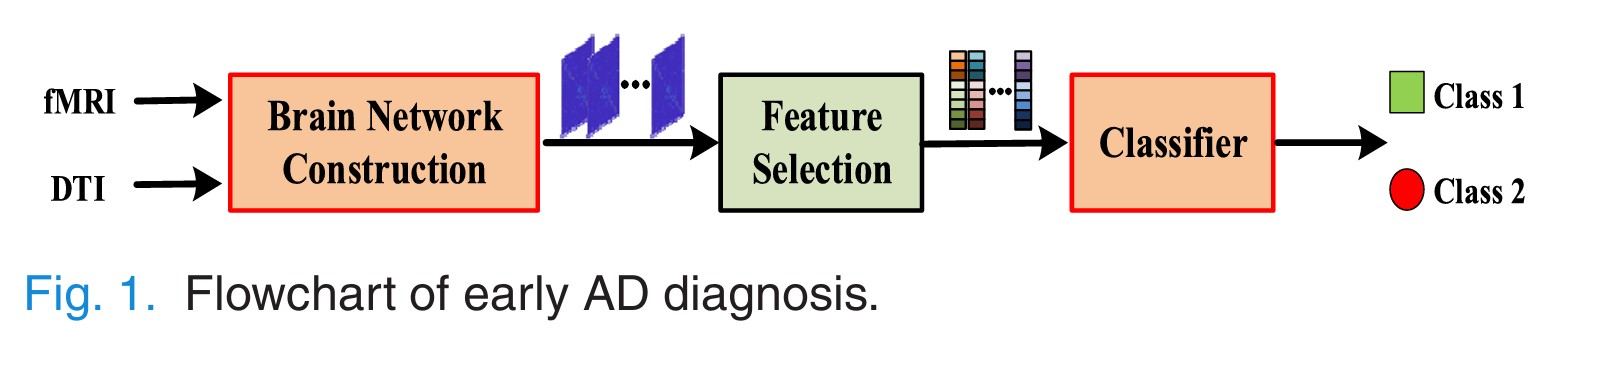 fMRI
DTI
Brain Network
Construction
Feature
Selection
Classifier
Class 1
Class 2
Fig. 1. Flowchart of early AD diagnosis.